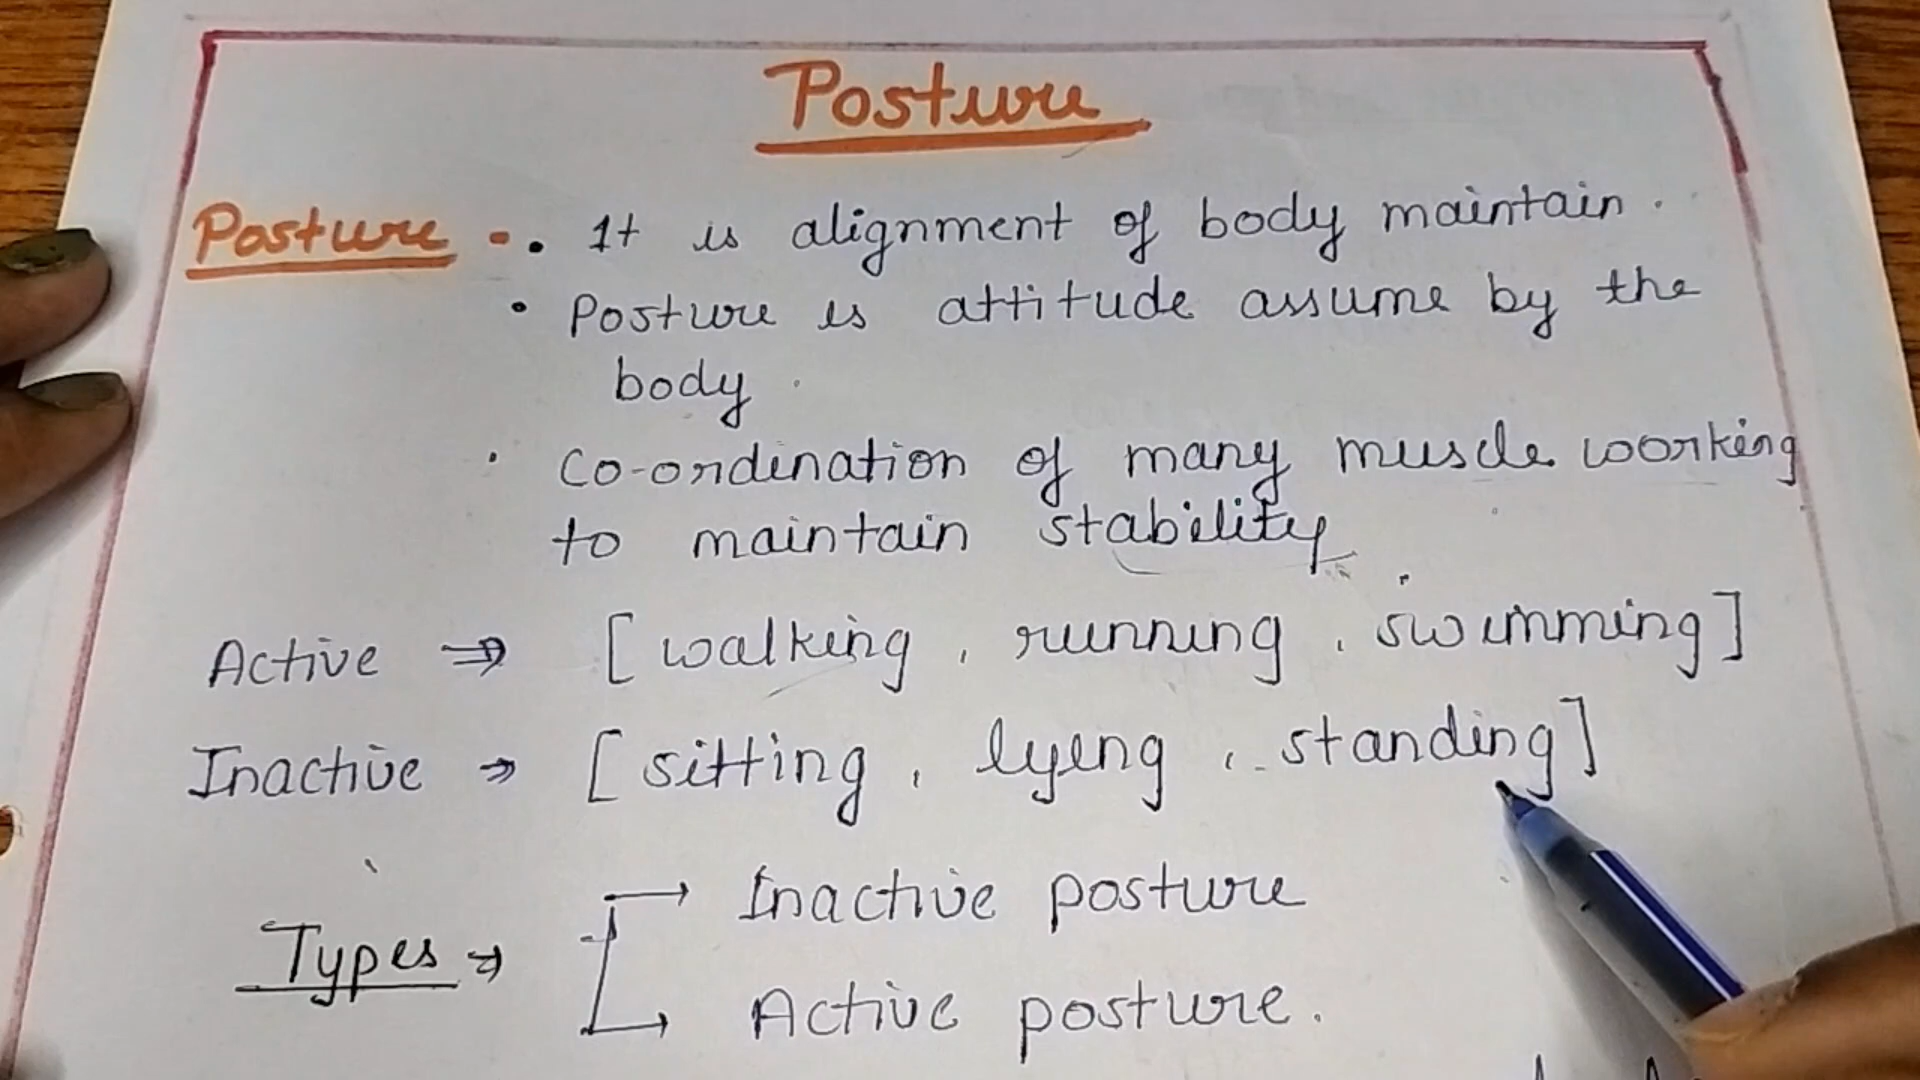 Posture
Posture - • It is alignment of body maintain.
• Posture is attitude assume by the
body.
• Co-ordination of many muscle working
to maintain stability
Active ⇒ [walking, running, swimming]
Inactive → [sitting, lying, standing]
Types → Inactive posture
Active posture.